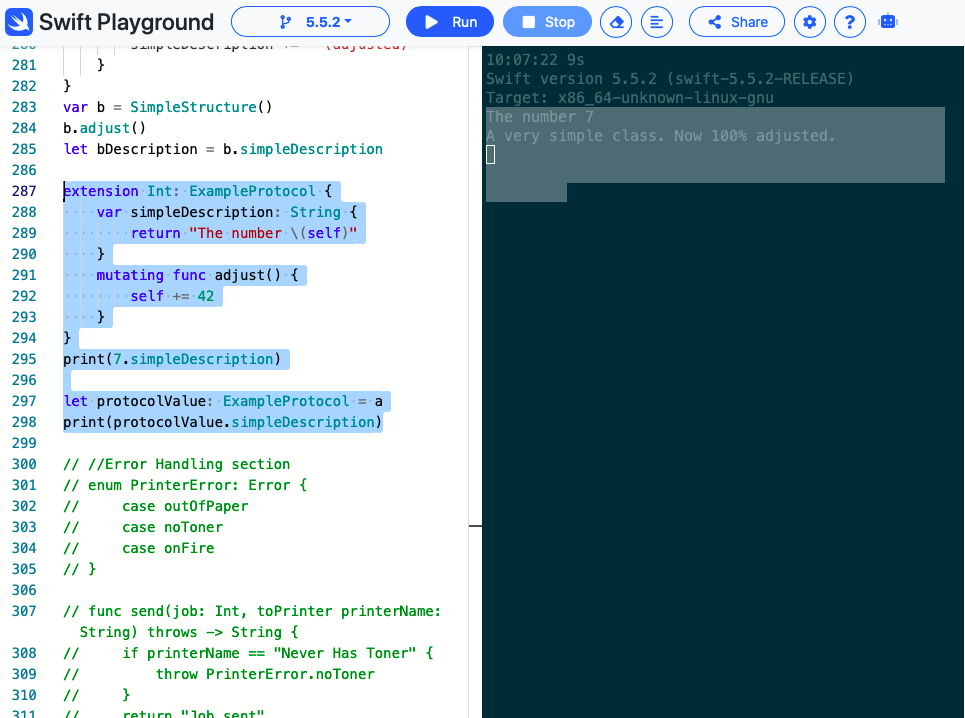 Swift Playground
5.5.2
Run
Stop
Share
?
280 simpleDescription += " (adjusted)"
281 }
282 }
283 var b = SimpleStructure()
284 b.adjust()
285 let bDescription = b.simpleDescription
286
287 extension Int: ExampleProtocol {
288 var simpleDescription: String {
289 return "The number \(self)"
290 }
291 mutating func adjust() {
292 self += 42
293 }
294 }
295 print(7.simpleDescription)
296
297 let protocolValue: ExampleProtocol = a
298 print(protocolValue.simpleDescription)
299
300 // //Error Handling section
301 // enum PrinterError: Error {
302 //     case outOfPaper
303 //     case noToner
304 //     case onFire
305 // }
306
307 // func send(job: Int, toPrinter printerName:
String) throws -> String {
308 //     if printerName == "Never Has Toner" {
309 //         throw PrinterError.noToner
310 //     }
311 //     return "Job sent"
10:07:22 9s
Swift version 5.5.2 (swift-5.5.2-RELEASE)
Target: x86_64-unknown-linux-gnu
The number 7
A very simple class. Now 100% adjusted.